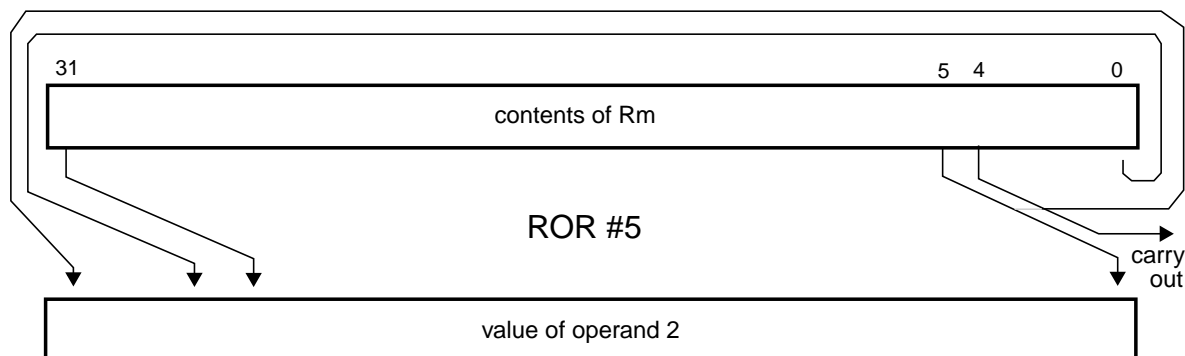 31 5 4 0
contents of Rm
ROR #5
carry
out
value of operand 2